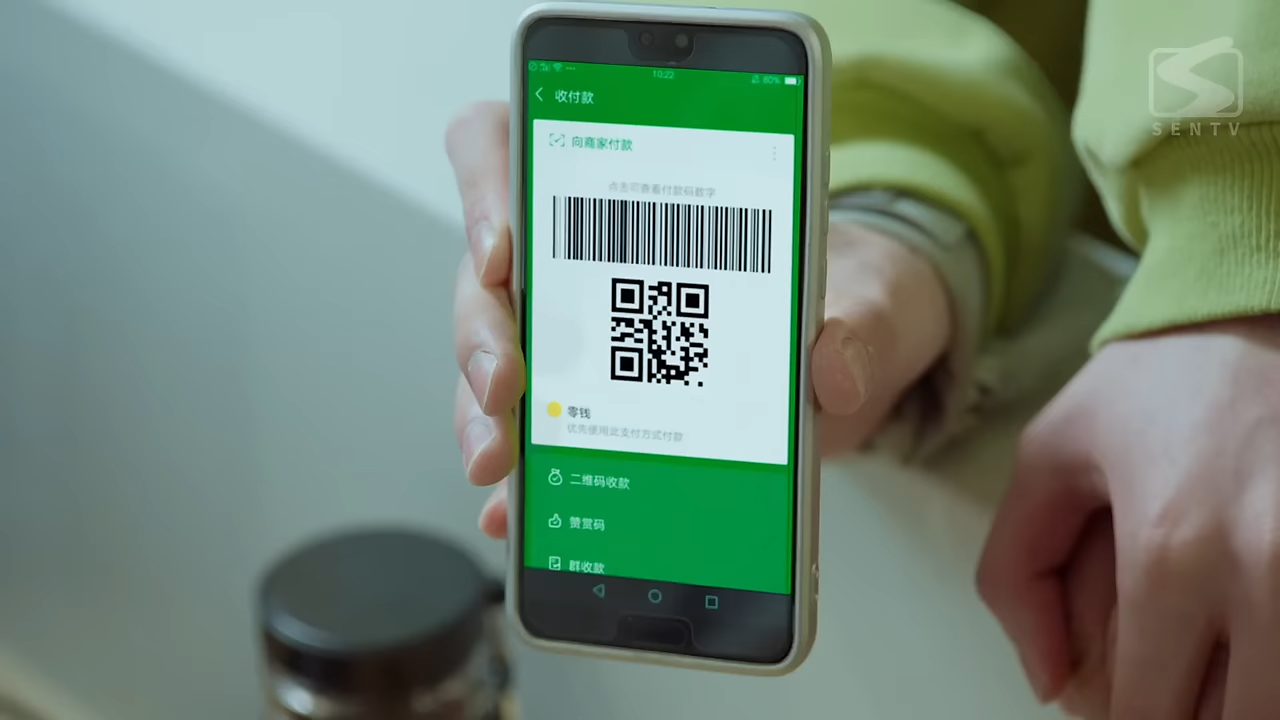 10:22
80%
收付款
向商家付款
点击可查看付款码数字
零钱
优先使用此支付方式付款
二维码收款
赞赏码
群收款
SENTV